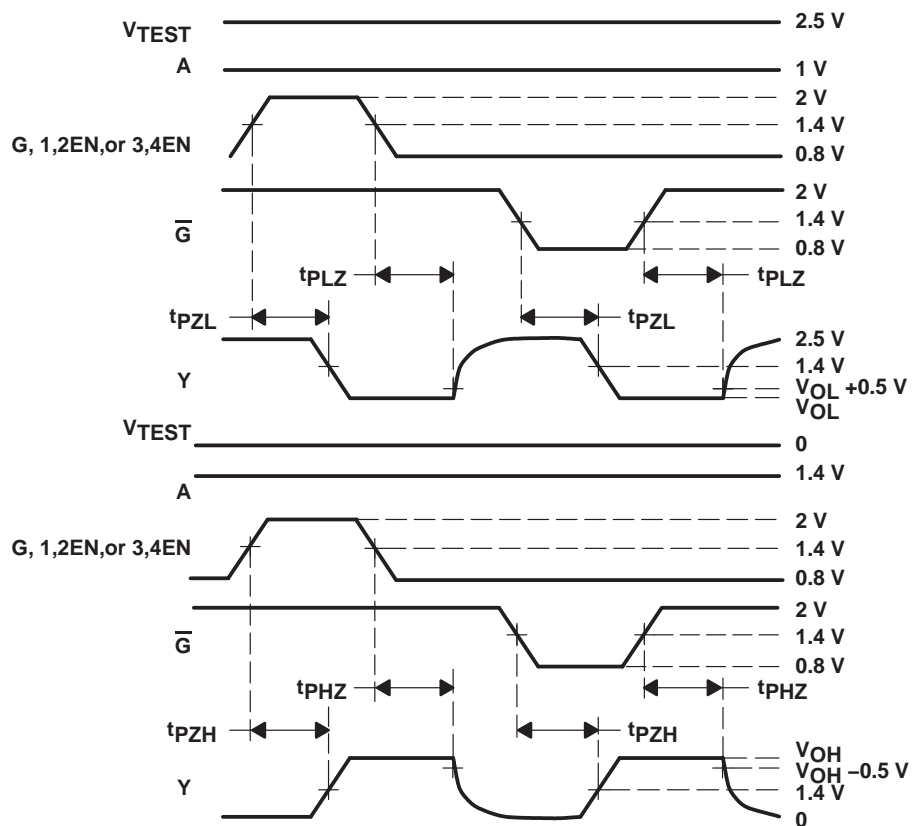 VTEST
2.5 V
A
1 V
2 V
G, 1,2EN,or 3,4EN
1.4 V
0.8 V
2 V
G
1.4 V
0.8 V
tPLZ
tPLZ
tPZL
tPZL
2.5 V
Y
1.4 V
VOL +0.5 V
VOL
VTEST
0
A
1.4 V
2 V
G, 1,2EN,or 3,4EN
1.4 V
0.8 V
2 V
G
1.4 V
0.8 V
tPHZ
tPHZ
tPZH
tPZH
VOH
VOH –0.5 V
Y
1.4 V
0